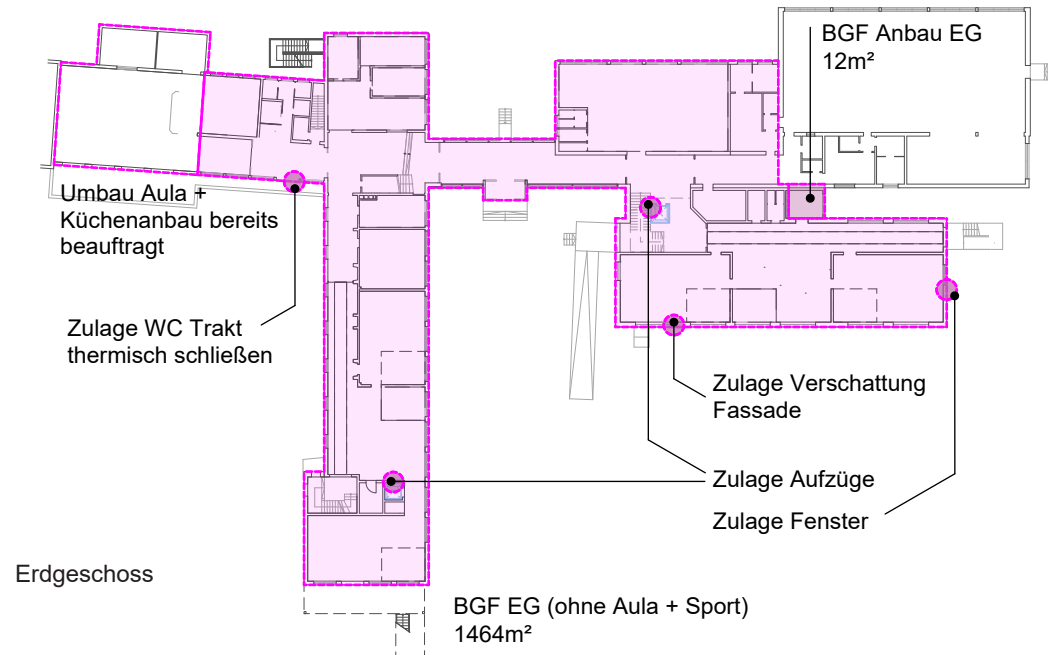 BGF Anbau EG
12m²
Umbau Aula +
Küchenanbau bereits
beauftragt
Zulage WC Trakt
thermisch schließen
Zulage Verschattung
Fassade
Zulage Aufzüge
Zulage Fenster
Erdgeschoss
BGF EG (ohne Aula + Sport)
1464m²